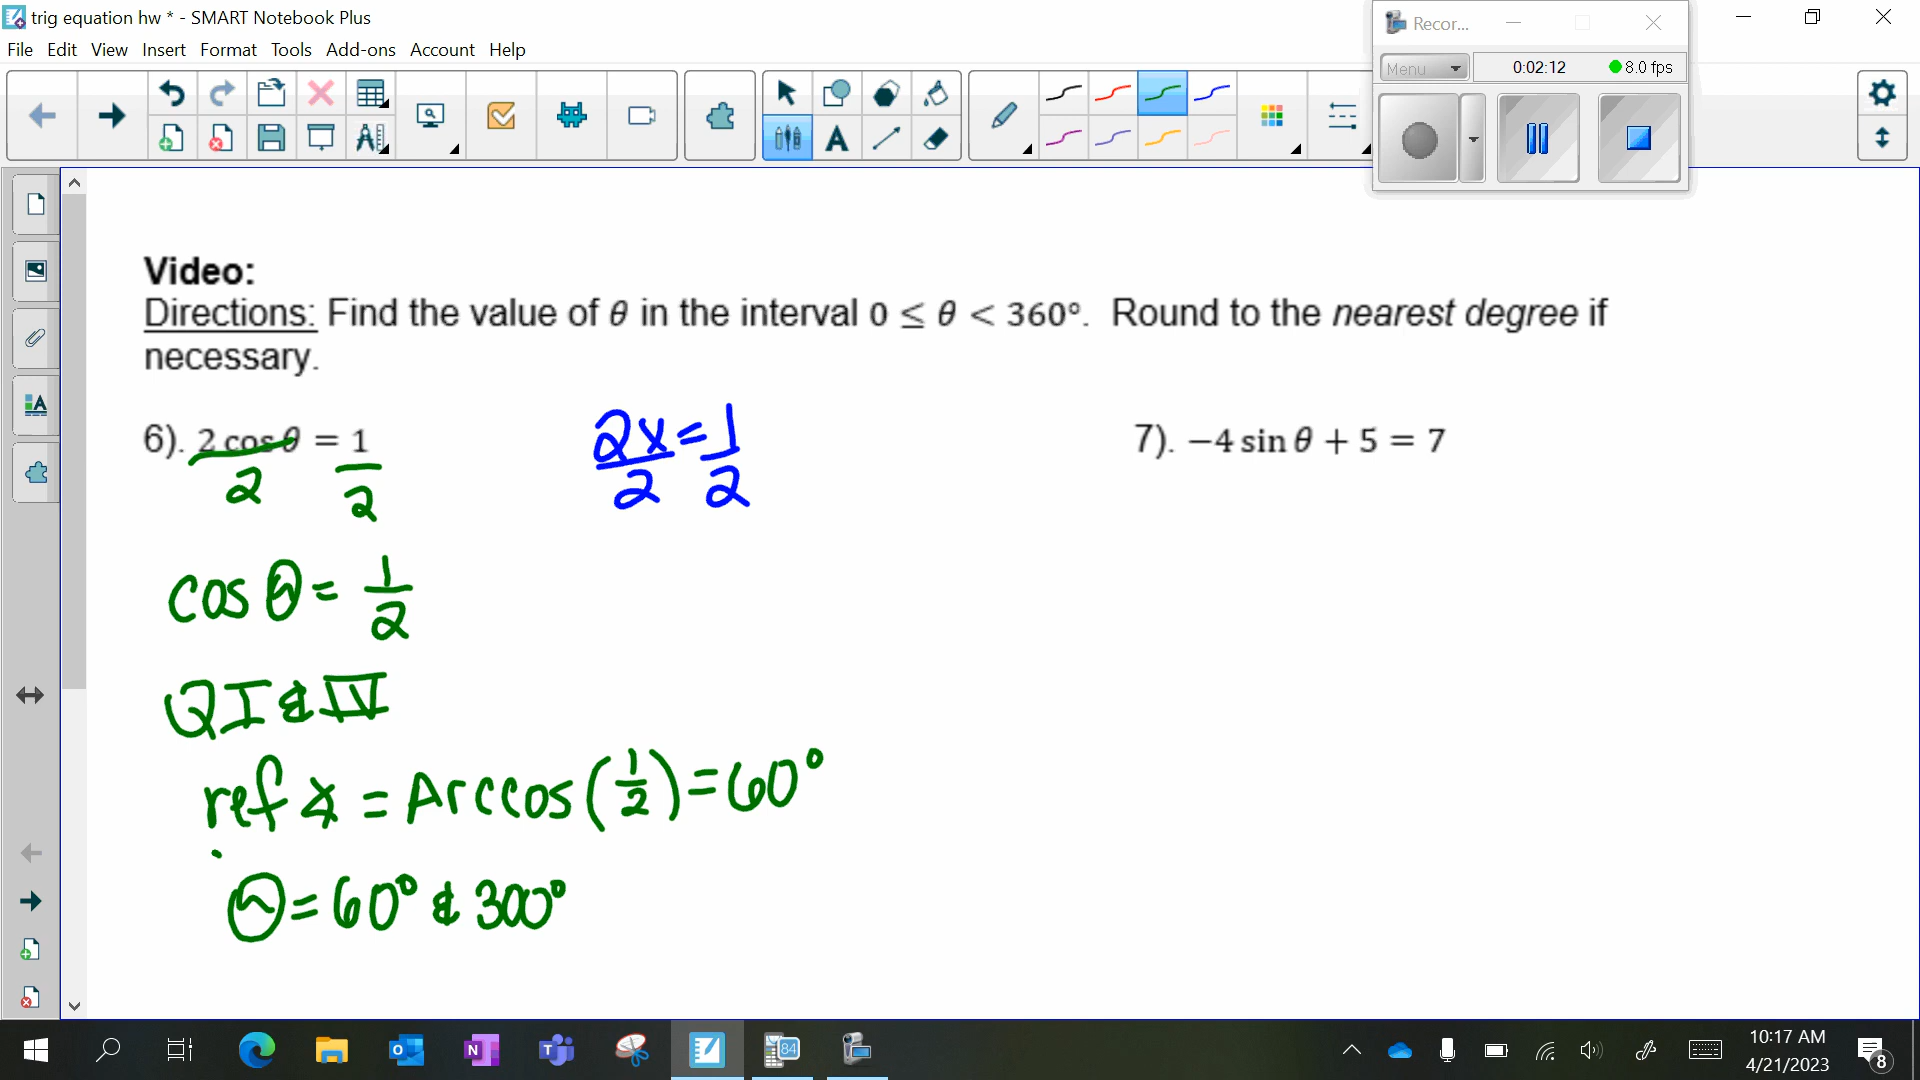 trig equation hw * - SMART Notebook Plus
File Edit View Insert Format Tools Add-ons Account Help
Recor...
Menu 0:02:12 8.0 fps
A
A
Video:
Directions: Find the value of θ in the interval 0 ≤ θ < 360°. Round to the nearest degree if
necessary.
6). 2 cos θ = 1
2 2
2x = 1
2 2
7). −4 sin θ + 5 = 7
cos θ = 1/2
QI & IV
ref ∡ = Arccos(1/2) = 60°
θ = 60° & 300°
84
10:17 AM
4/21/2023
8